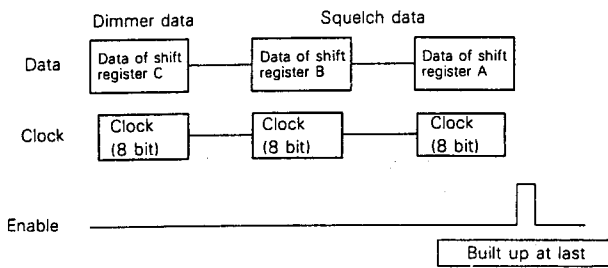 Dimmer data
Squelch data
Data
Data of shift
register C
Data of shift
register B
Data of shift
register A
Clock
Clock
(8 bit)
Clock
(8 bit)
Clock
(8 bit)
Enable
Built up at last